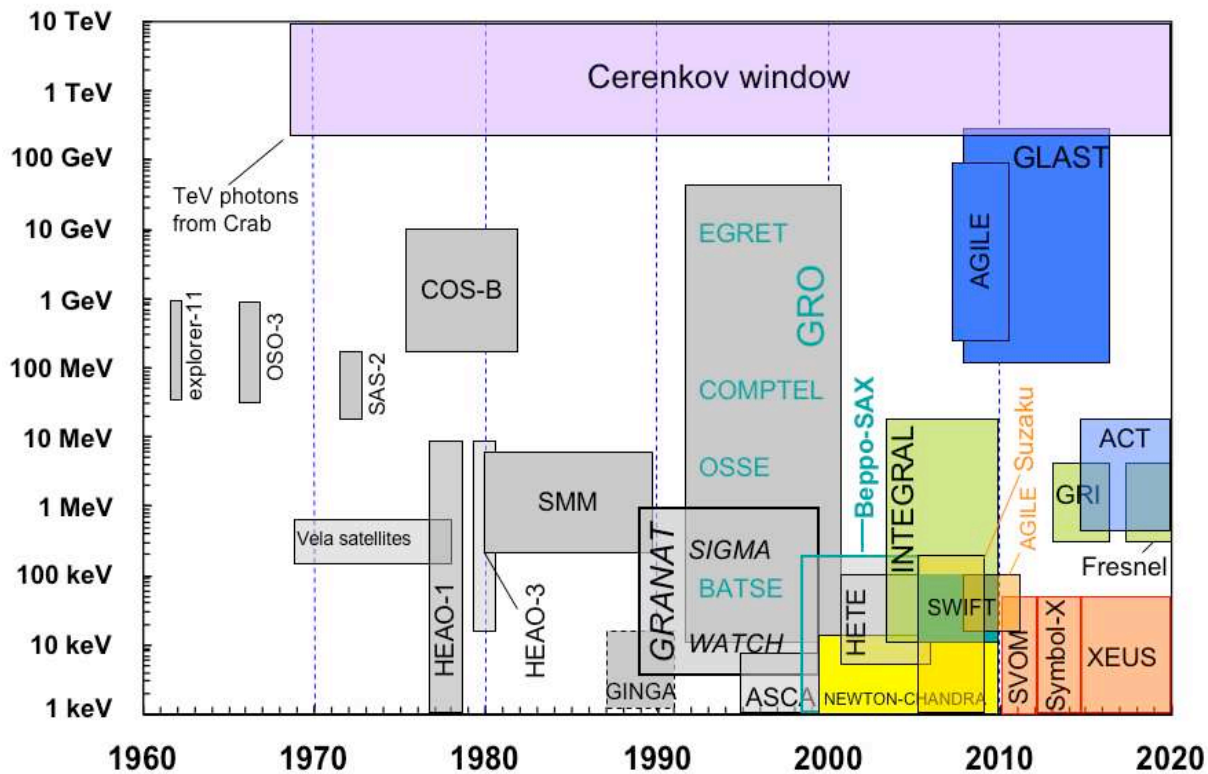 10 TeV
1 TeV
100 GeV
10 GeV
1 GeV
100 MeV
10 MeV
1 MeV
100 keV
10 keV
1 keV
Cerenkov window
TeV photons
from Crab
GLAST
AGILE
EGRET
GRO
COMPTEL
OSSE
COS-B
explorer-11
OSO-3
SAS-2
Beppo-SAX
INTEGRAL
AGILE
Suzaku
ACT
GRI
Fresnel
SMM
Vela satellites
HEAO-1
HEAO-3
GRANAT
SIGMA
BATSE
WATCH
HETE
SWIFT
GINGA
ASCA
NEWTON-CHANDRA
SVOM
Symbol-X
XEUS
1960
1970
1980
1990
2000
2010
2020